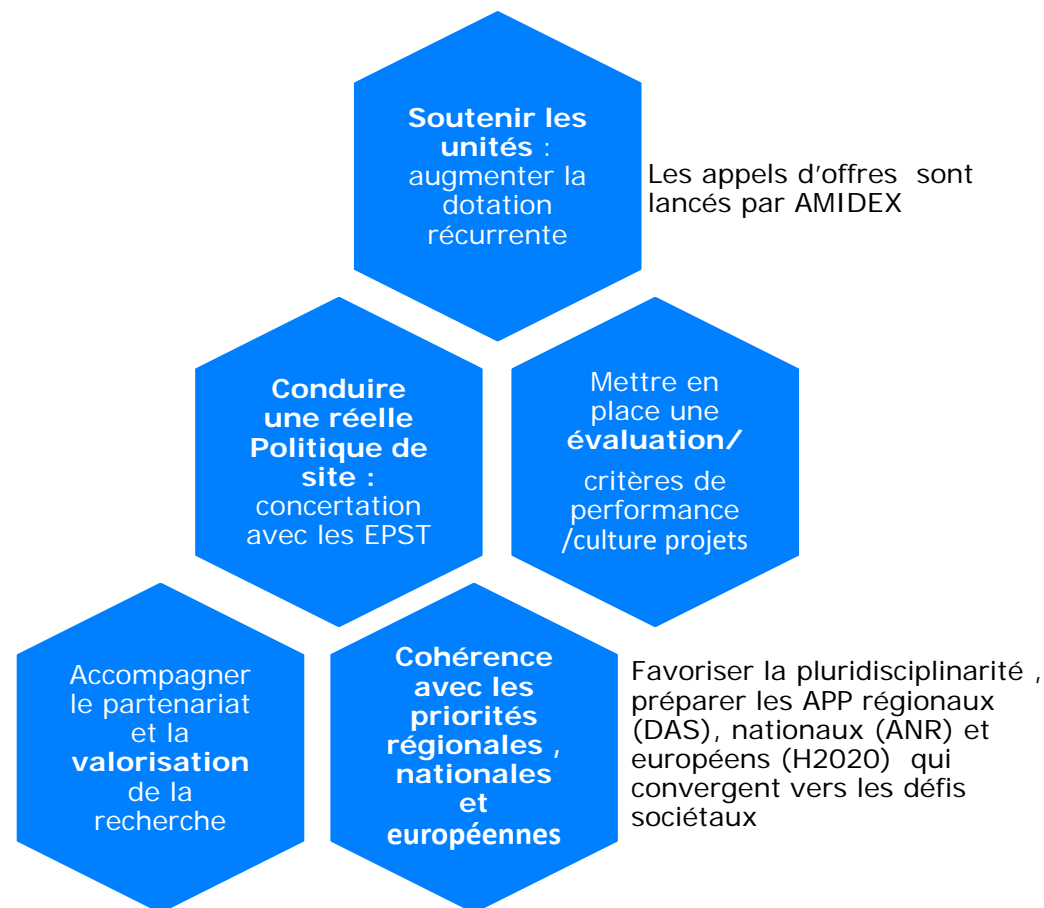 Soutenir les
unités :
augmenter la
dotation
récurrente
Les appels d’offres sont
lancés par AMIDEX
Conduire
une réelle
Politique de
site :
concertation
avec les EPST
Mettre en
place une
évaluation/
critères de
performance
/culture projets
Accompagner
le partenariat
et la
valorisation
de la
recherche
Cohérence
avec les
priorités
régionales ,
nationales
et
européennes
Favoriser la pluridisciplinarité ,
préparer les APP régionaux
(DAS), nationaux (ANR) et
européens (H2020) qui
convergent vers les défis
sociétaux